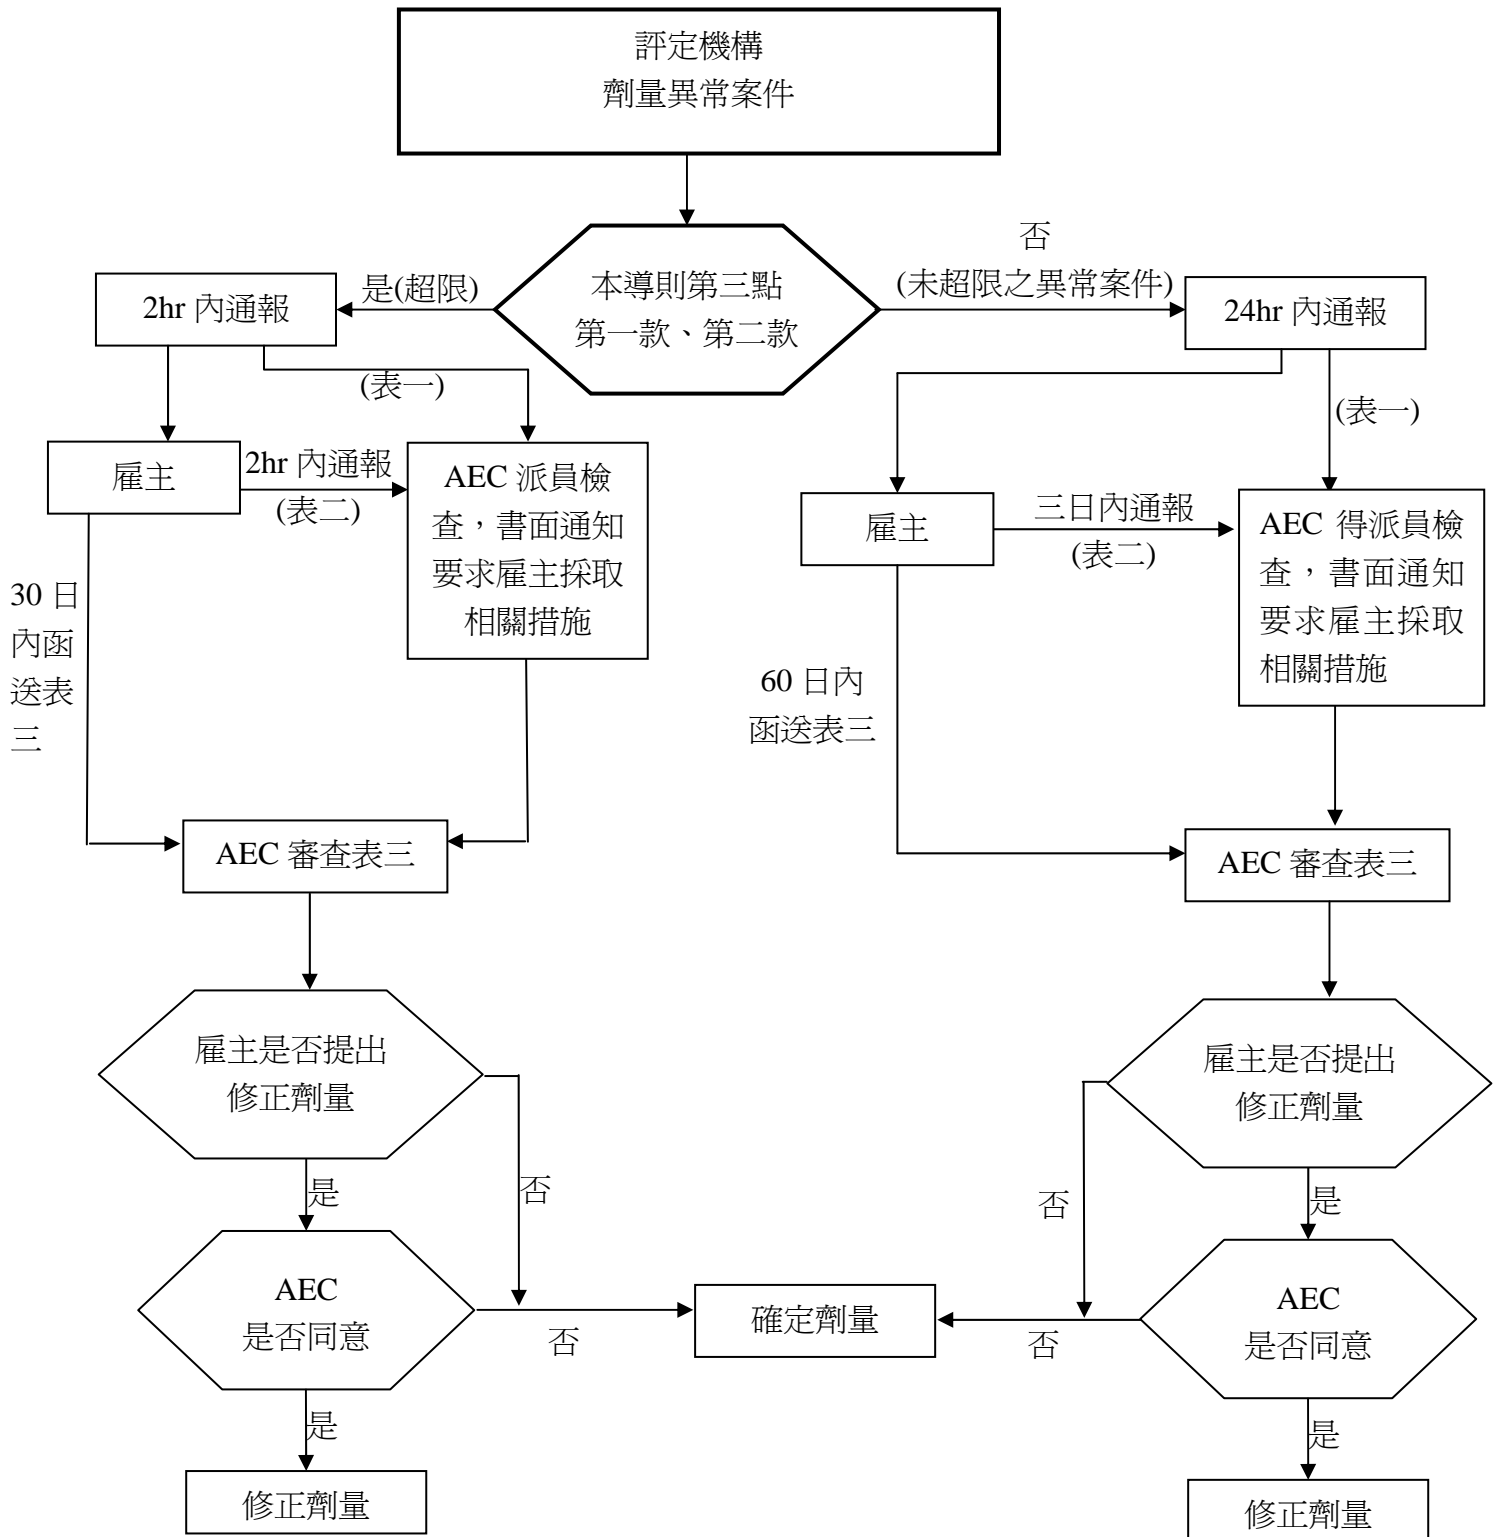 評定機構
劑量異常案件
否
是(超限)
本導則第三點
第一款、第二款
(未超限之異常案件)
2hr 內通報
24hr 內通報
(表一)
(表一)
雇主
2hr 內通報
(表二)
AEC 派員檢
查，書面通知
要求雇主採取
相關措施
雇主
三日內通報
(表二)
AEC 得派員檢
查，書面通知
要求雇主採取
相關措施
30 日
內函
送表
三
60 日內
函送表三
AEC 審查表三
AEC 審查表三
雇主是否提出
修正劑量
雇主是否提出
修正劑量
是
否
否
是
AEC
是否同意
否
確定劑量
否
AEC
是否同意
是
是
修正劑量
修正劑量